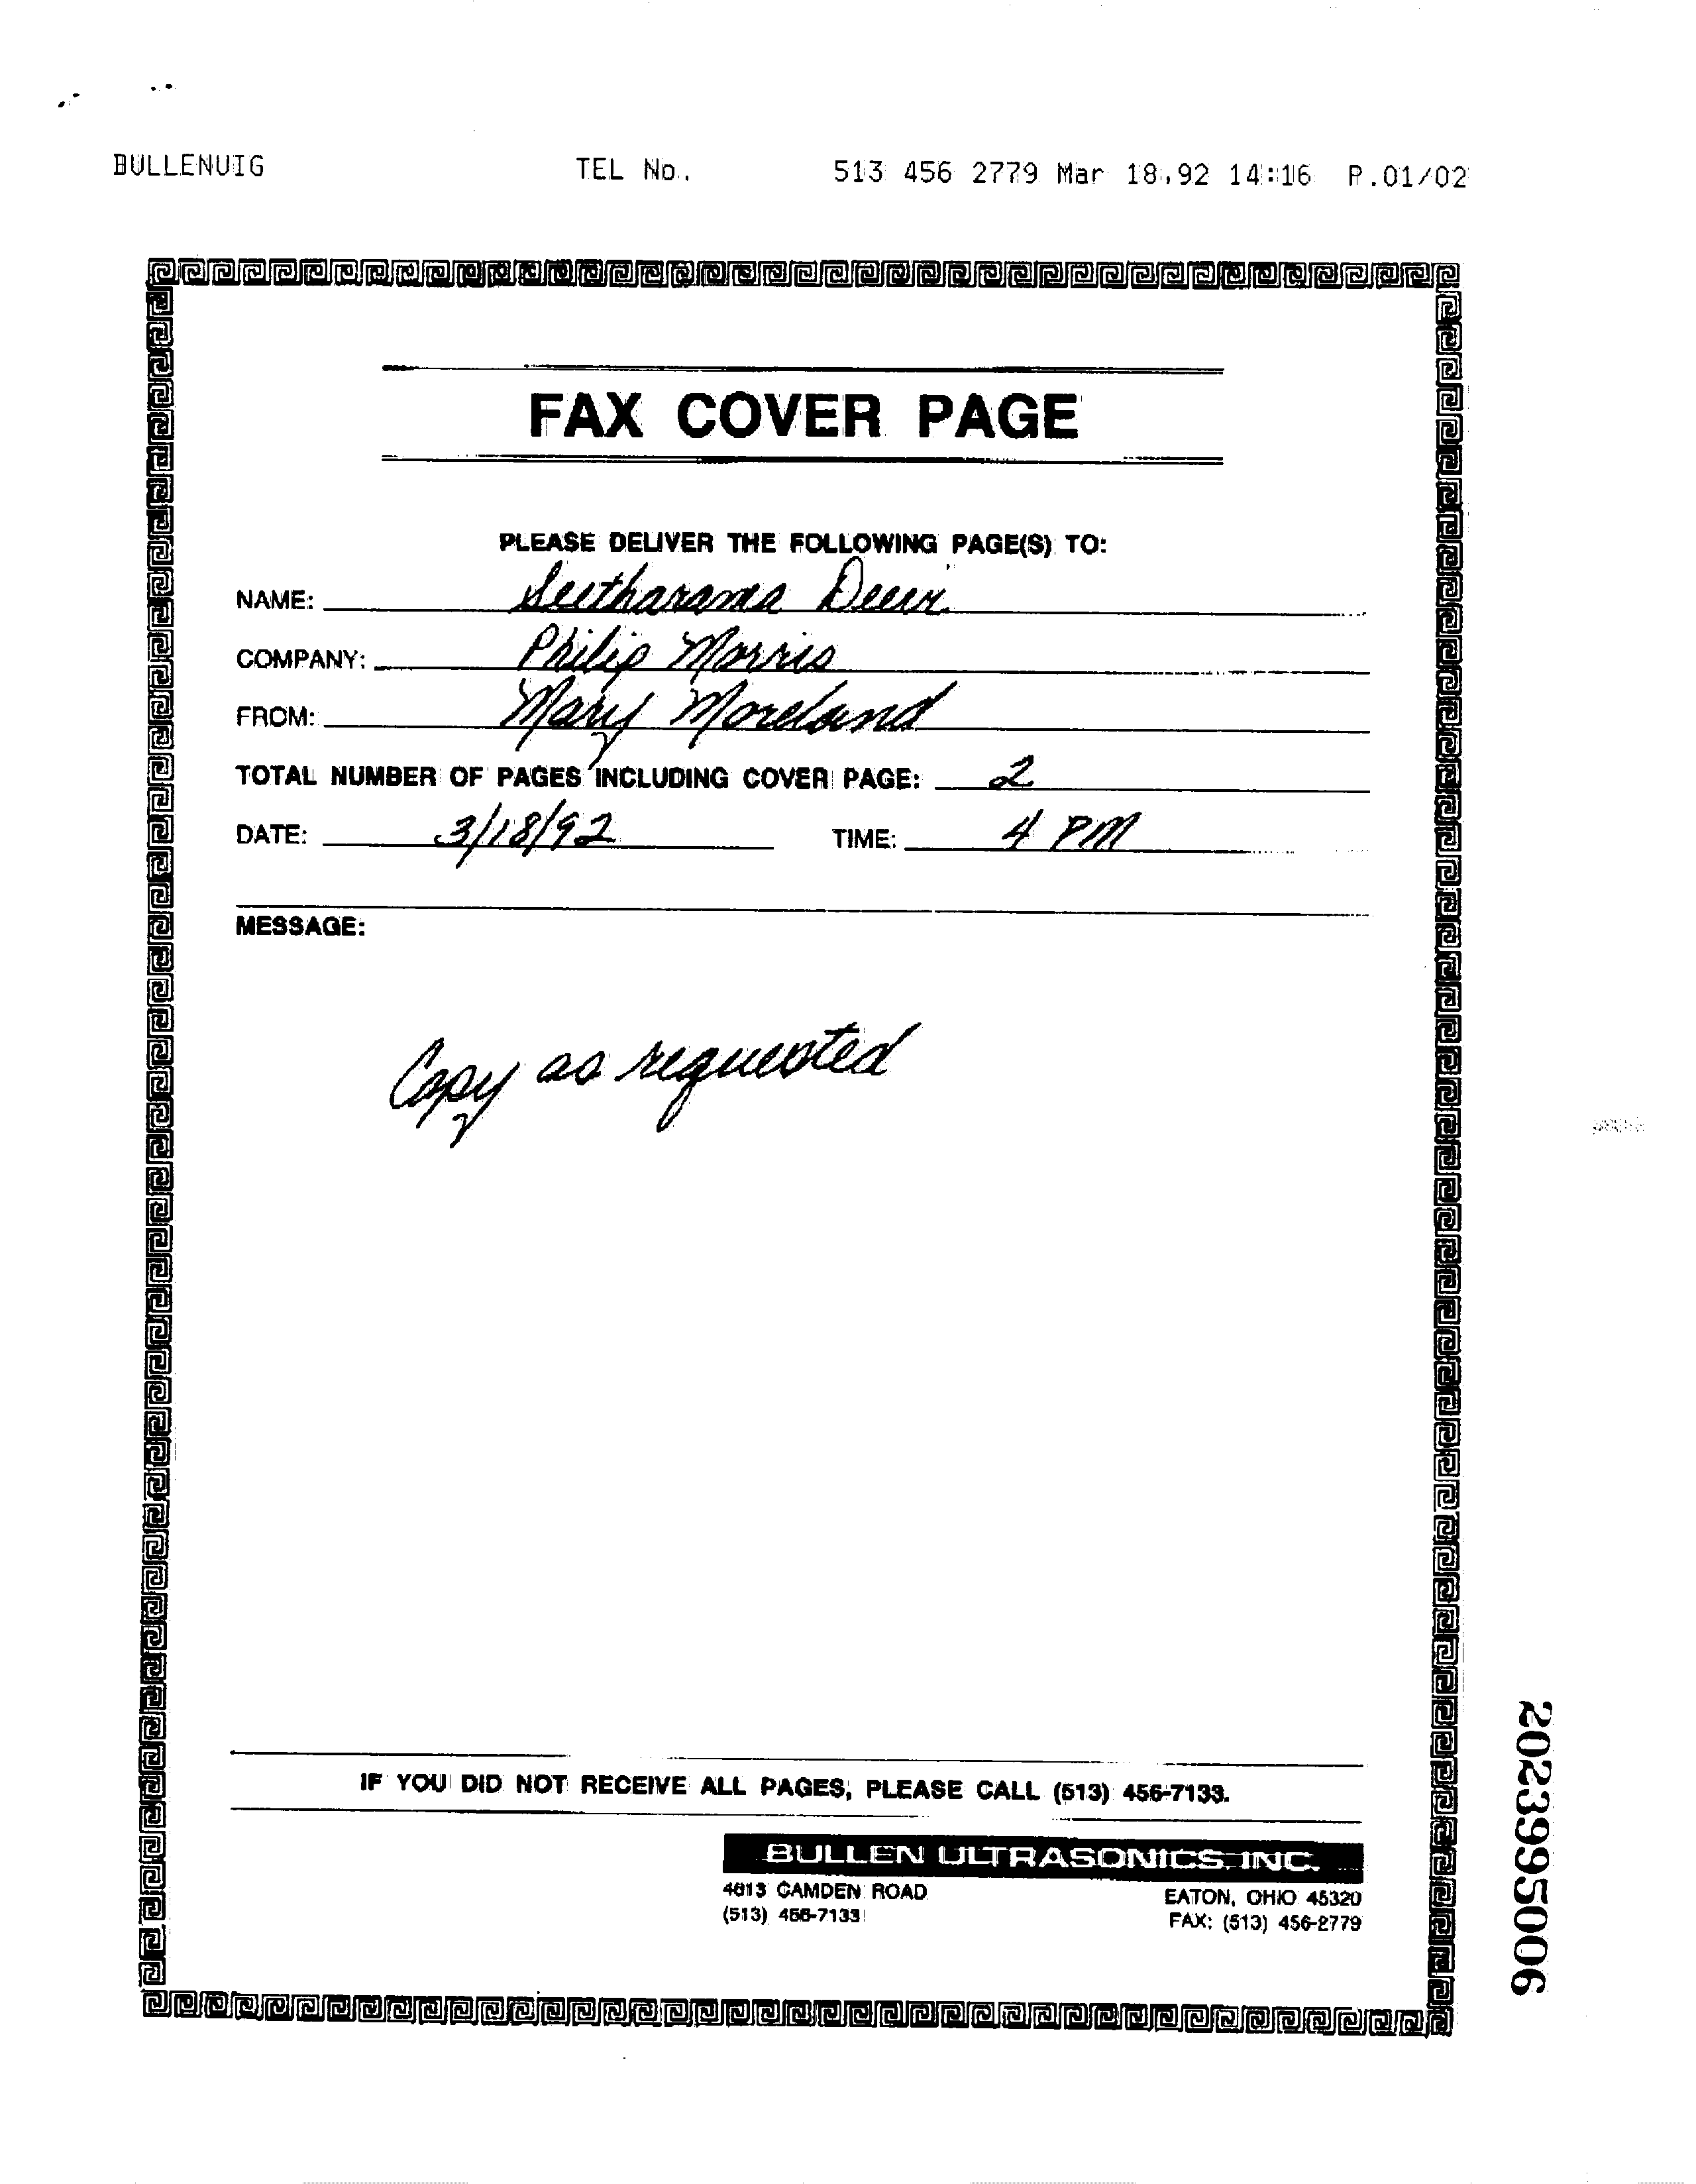 BULLENUIG TEL No. 513 456 2779 Mar 18,92 14:16 P.01/02
FAX COVER PAGE
PLEASE DELIVER THE FOLLOWING PAGE(S) TO:
NAME: Seetharama
COMPANY: Philip Morris
FROM: Mary Moreland
TOTAL NUMBER OF PAGES INCLUDING COVER PAGE: 2
DATE: 3/18/92 TIME: 4 PM
MESSAGE:
Copy as requested
IF YOU DID NOT RECEIVE ALL PAGES, PLEASE CALL (513) 456-7133.
BULLEN ULTRASONICS, INC.
4613 CAMDEN ROAD EATON, OHIO 45320
(513) 456-7133 FAX: (513) 456-2779
2023995006